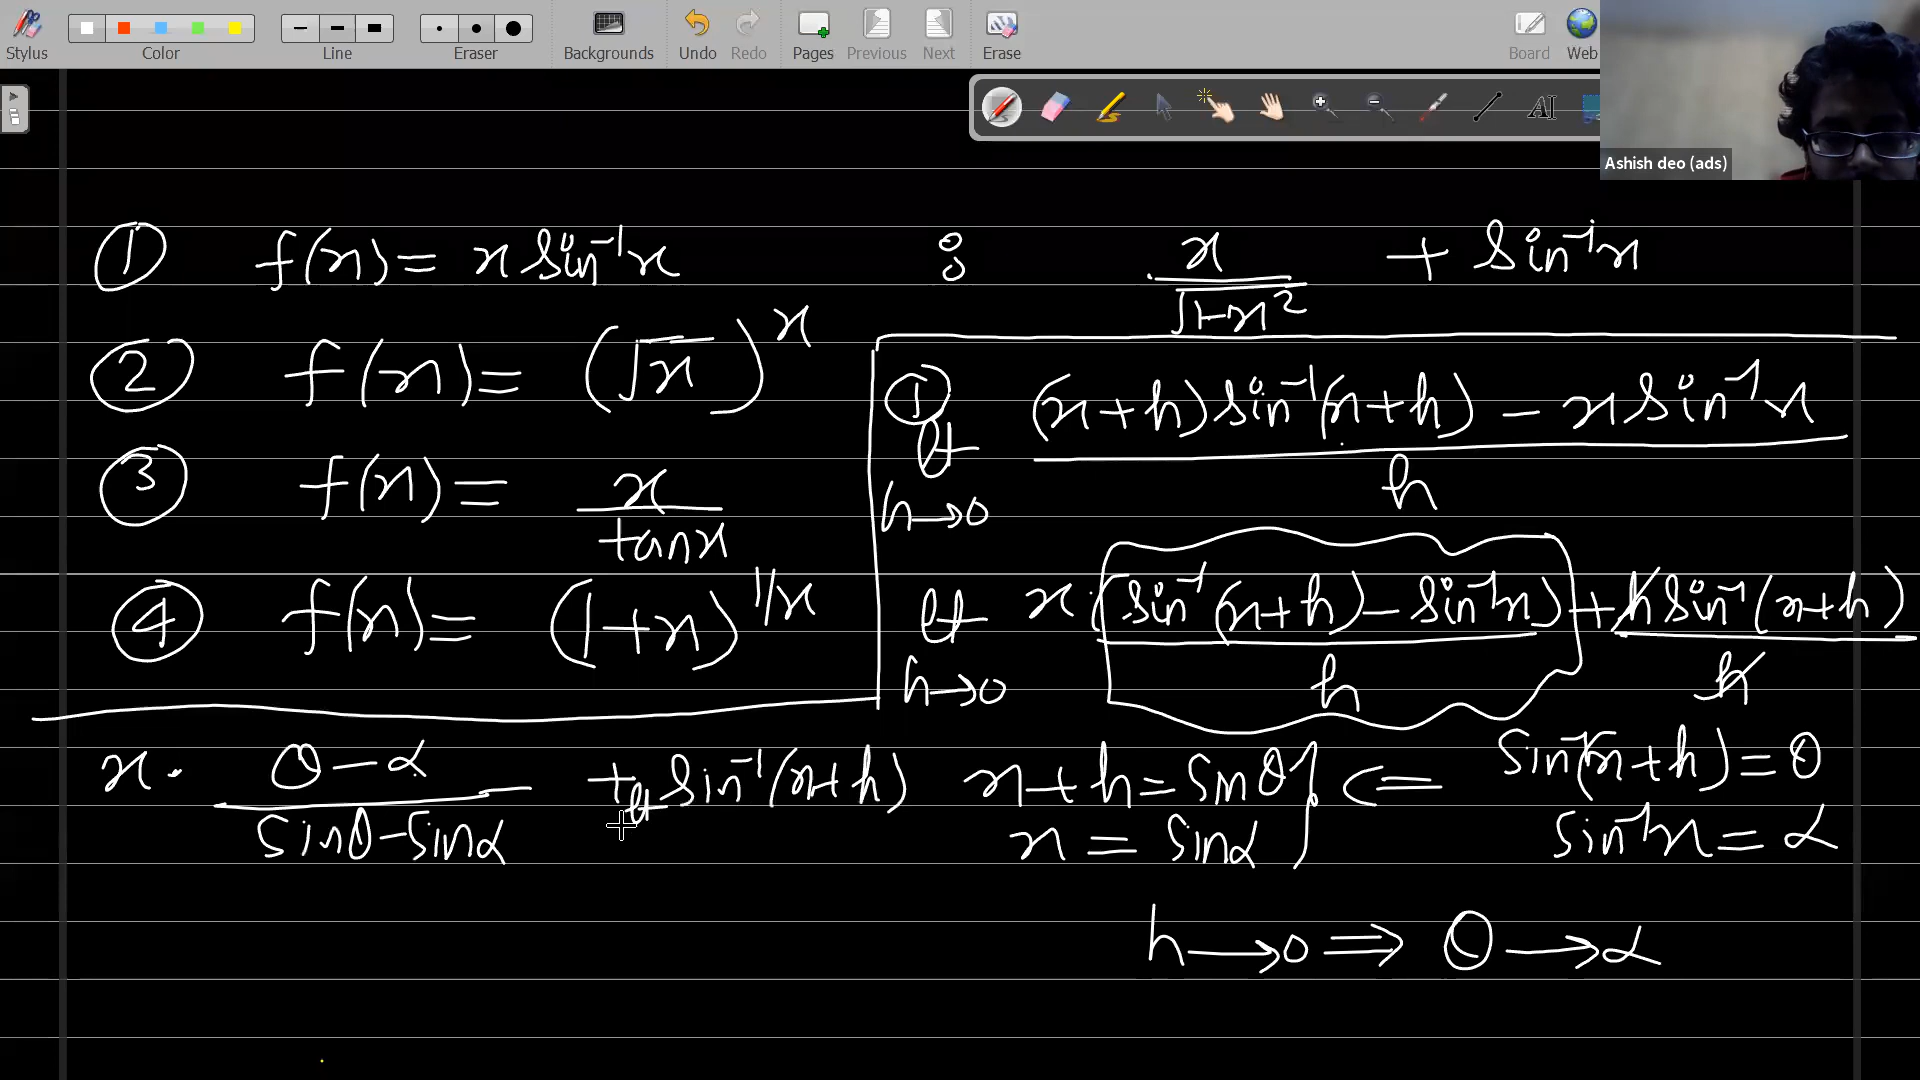 Stylus Color Line Eraser Backgrounds Undo Redo Pages Previous Next Erase Board Web
Ashish deo (ads)
① f(x) = x sin⁻¹x : x/√(1-x²) + sin⁻¹x
② f(x) = (√x)^x
③ f(x) = x/tanx
④ f(x) = (1+x)^(1/x)
① lt h→0 ((x+h) sin⁻¹(x+h) - x sin⁻¹x)/h
lt h→0 x·(sin⁻¹(x+h) - sin⁻¹x)/h + h sin⁻¹(x+h)/h
x· (θ-α)/(sinθ-sinα) + lt sin⁻¹(x+h)
x+h = sinθ } <= sin⁻¹(x+h) = θ
x = sinα sin⁻¹x = α
h→0 ⇒ θ→α